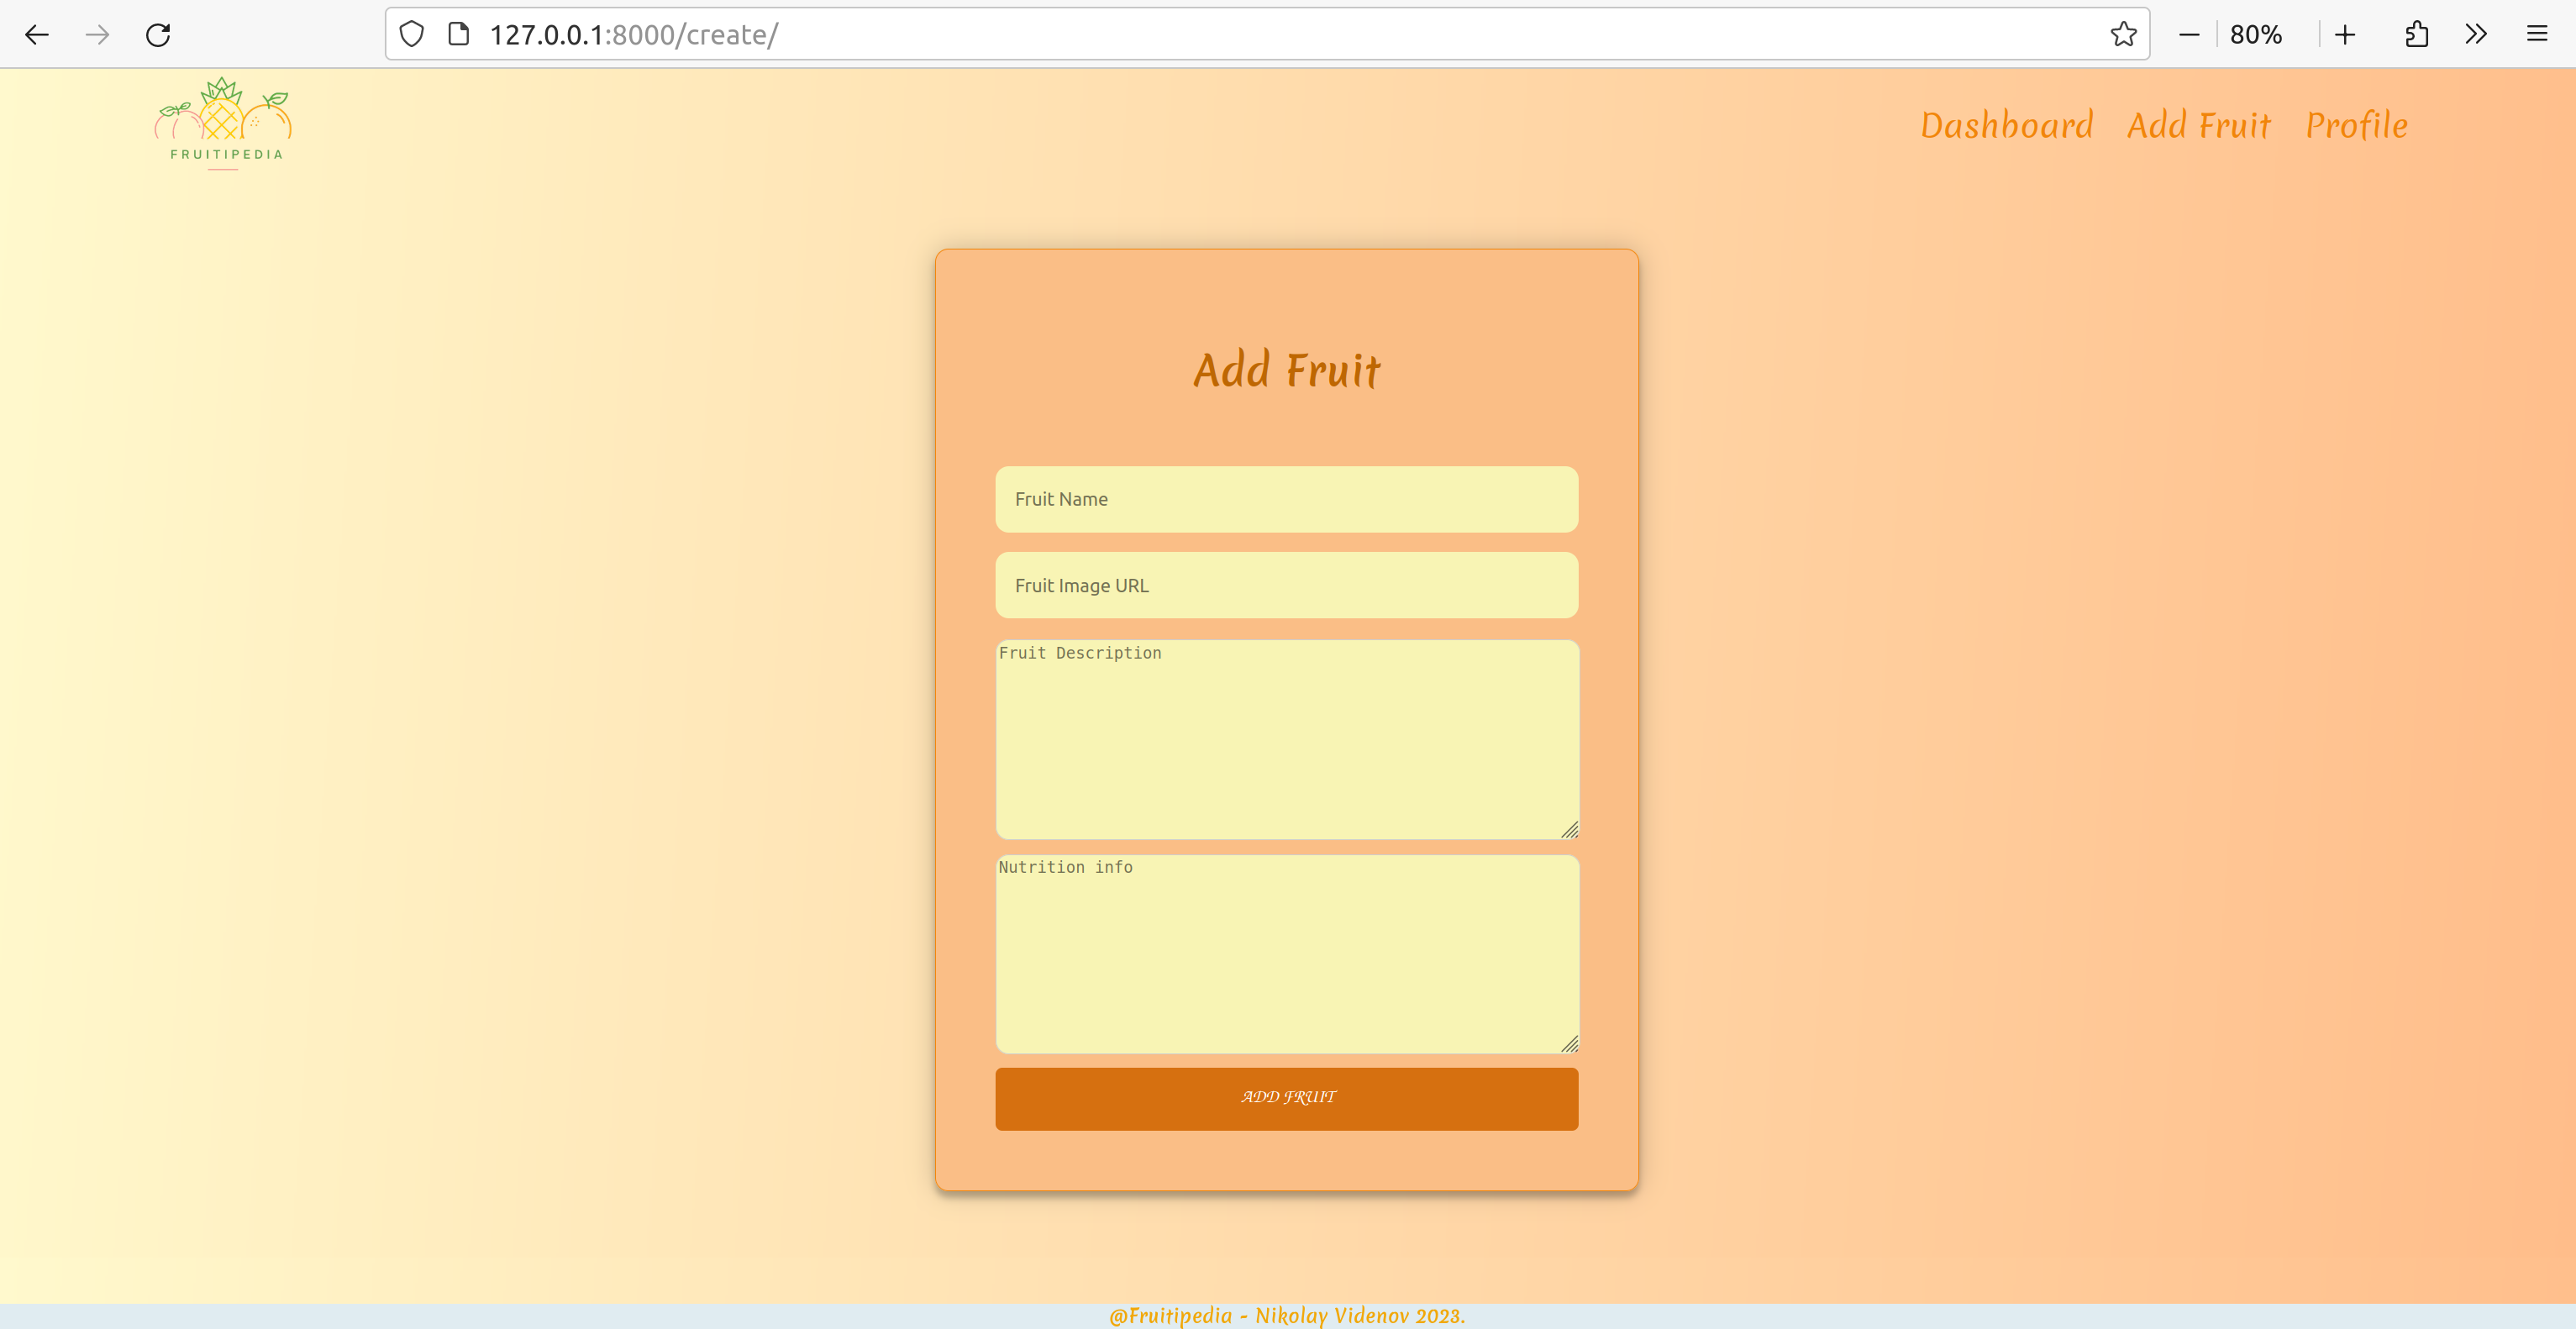 127.0.0.1:8000/create/
80%
FRUITIPEDIA
Dashboard Add Fruit Profile
Add Fruit
Fruit Name
Fruit Image URL
Fruit Description
Nutrition info
ADD FRUIT
@Fruitipedia - Nikolay Videnov 2023.